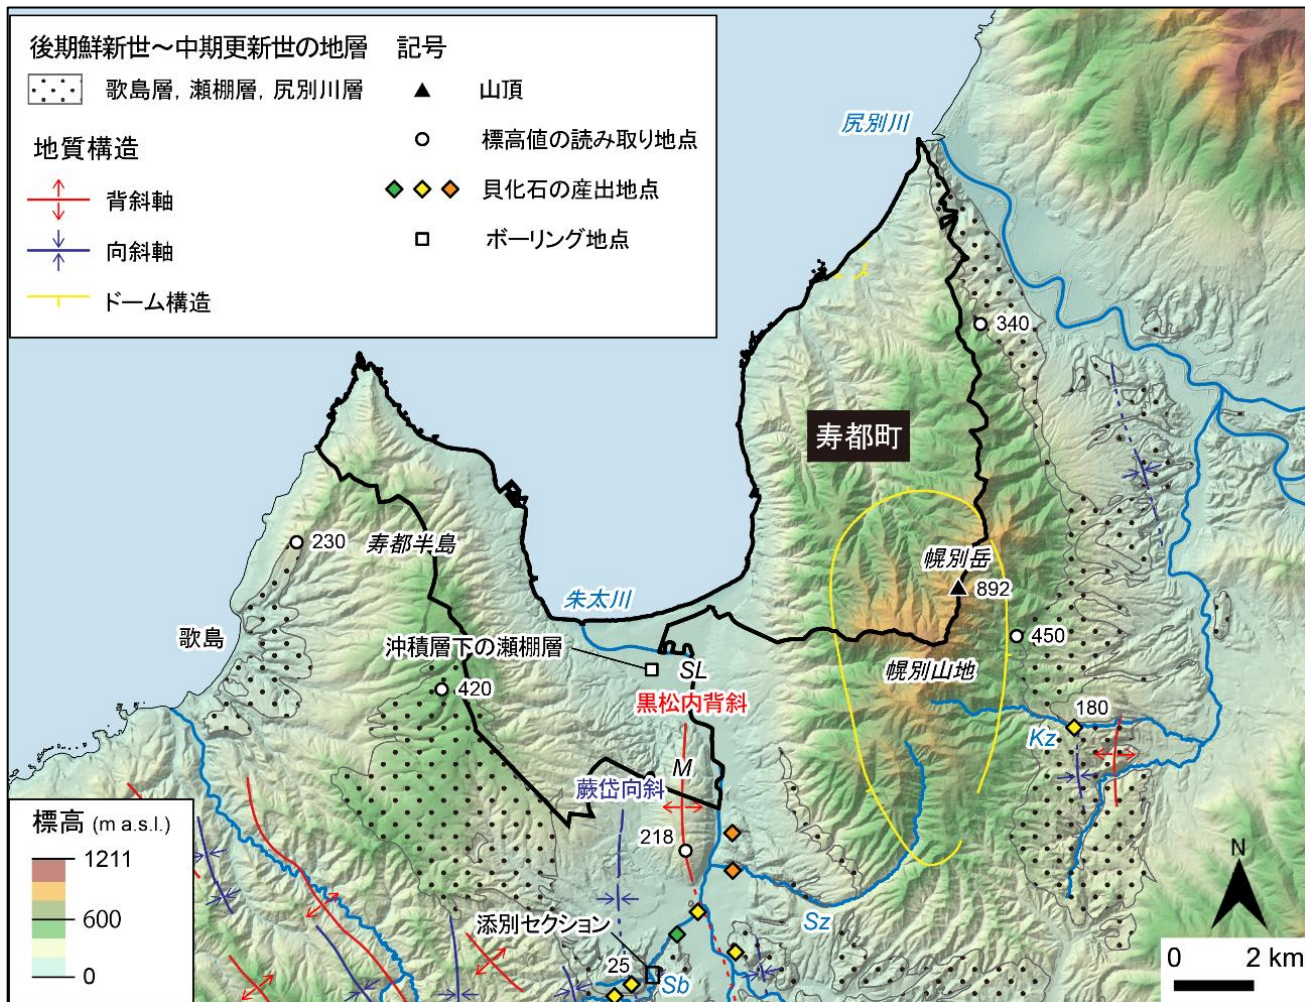 後期鮮新世～中期更新世の地層
歌島層, 瀬棚層, 尻別川層
地質構造
背斜軸
向斜軸
ドーム構造
記号
山頂
標高値の読み取り地点
貝化石の産出地点
ボーリング地点
尻別川
340
寿都町
230
寿都半島
幌別岳
892
朱太川
歌島
沖積層下の瀬棚層
450
SL
幌別山地
420
黒松内背斜
180
Kz
M
蕨岱向斜
218
標高 (m a.s.l.)
1211
600
0
添別セクション
Sz
25
Sb
N
0 2 km